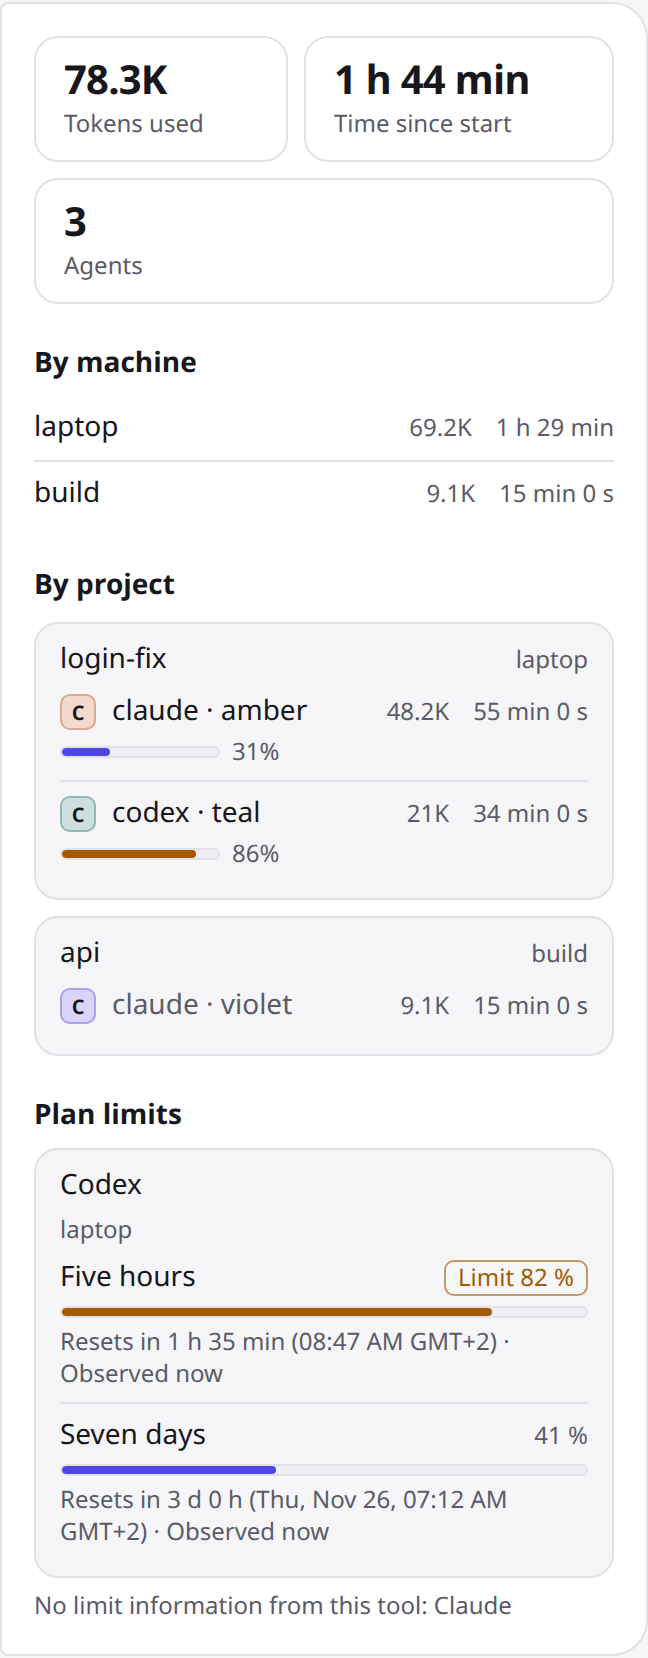 78.3K
Tokens used
1 h 44 min
Time since start
3
Agents
By machine
laptop 69.2K 1 h 29 min
build 9.1K 15 min 0 s
By project
login-fix laptop
C claude · amber 48.2K 55 min 0 s
31%
C codex · teal 21K 34 min 0 s
86%
api build
C claude · violet 9.1K 15 min 0 s
Plan limits
Codex
laptop
Five hours Limit 82 %
Resets in 1 h 35 min (08:47 AM GMT+2) ·
Observed now
Seven days 41 %
Resets in 3 d 0 h (Thu, Nov 26, 07:12 AM
GMT+2) · Observed now
No limit information from this tool: Claude